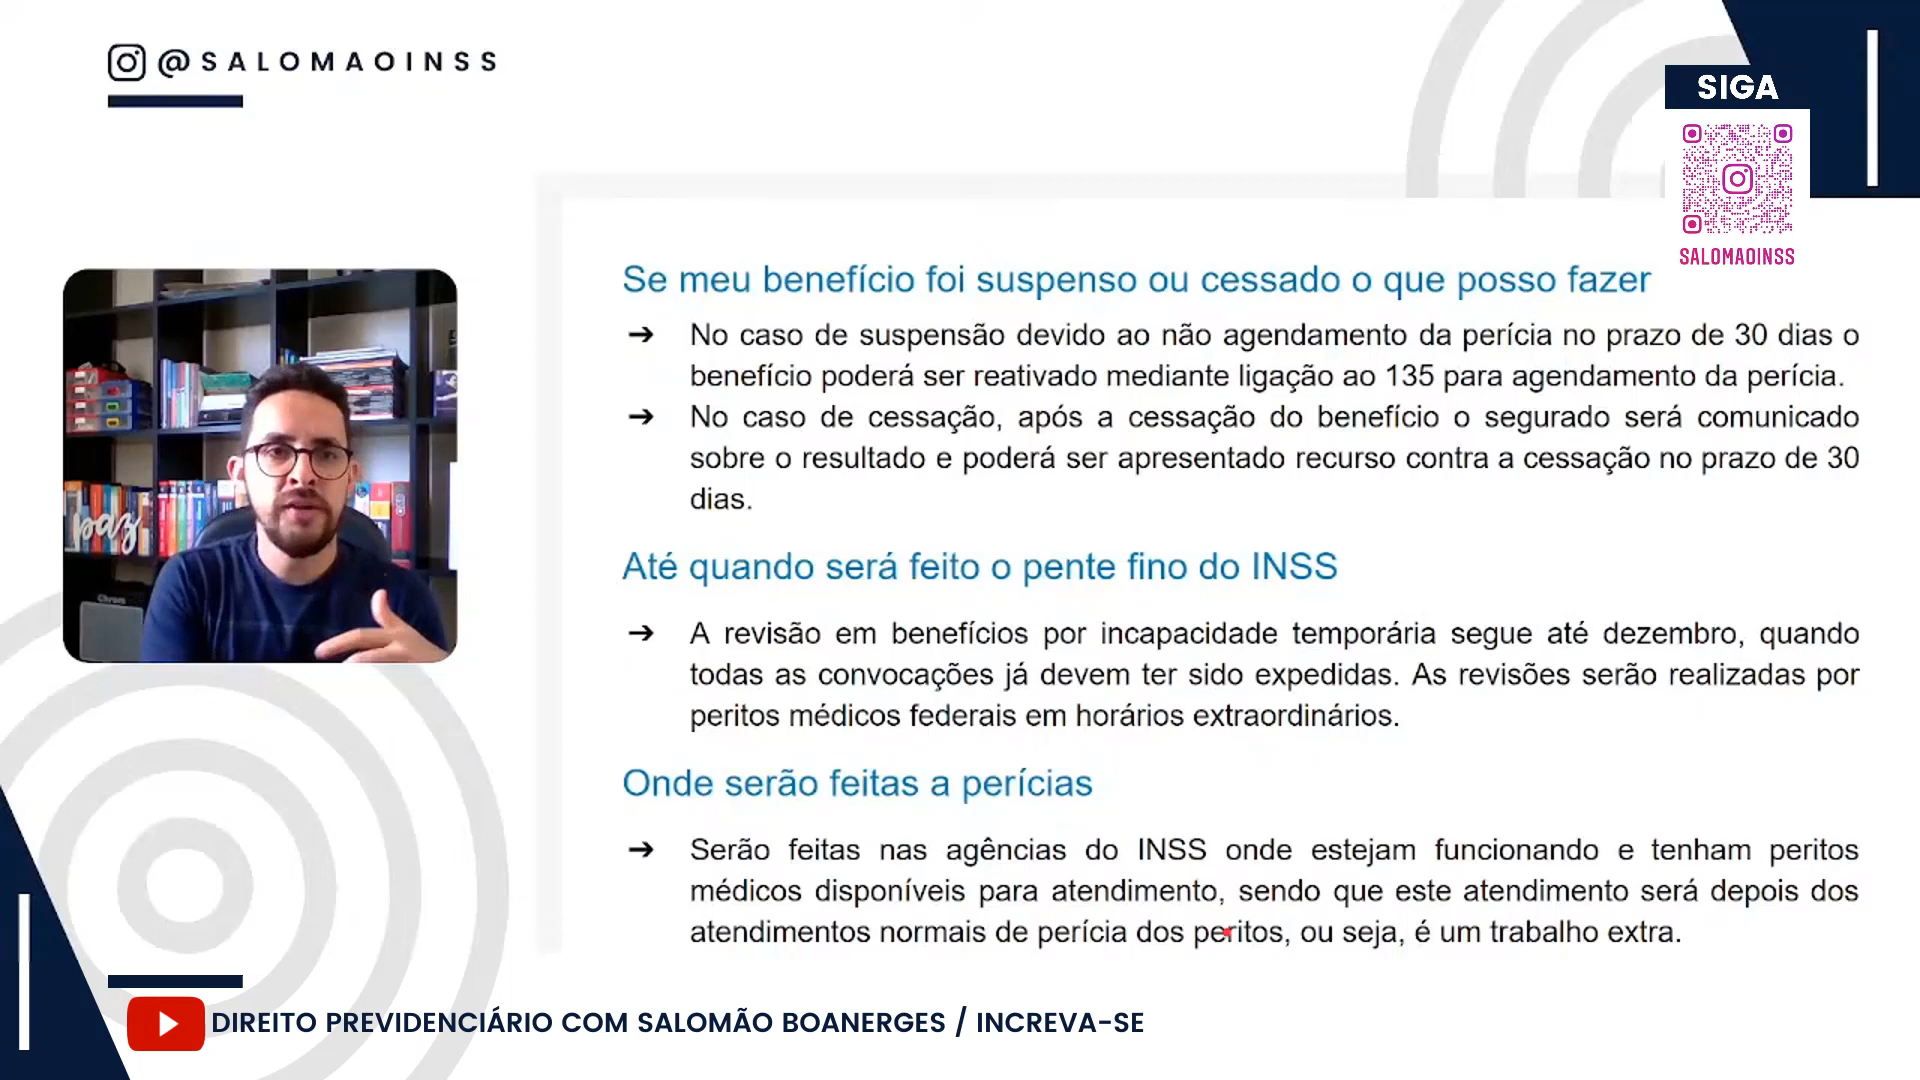 @SALOMAOINSS
SIGA
SALOMAOINSS
Se meu benefício foi suspenso ou cessado o que posso fazer
➔ No caso de suspensão devido ao não agendamento da perícia no prazo de 30 dias o
benefício poderá ser reativado mediante ligação ao 135 para agendamento da perícia.
➔ No caso de cessação, após a cessação do benefício o segurado será comunicado
sobre o resultado e poderá ser apresentado recurso contra a cessação no prazo de 30
dias.
Até quando será feito o pente fino do INSS
➔ A revisão em benefícios por incapacidade temporária segue até dezembro, quando
todas as convocações já devem ter sido expedidas. As revisões serão realizadas por
peritos médicos federais em horários extraordinários.
Onde serão feitas a perícias
➔ Serão feitas nas agências do INSS onde estejam funcionando e tenham peritos
médicos disponíveis para atendimento, sendo que este atendimento será depois dos
atendimentos normais de perícia dos peritos, ou seja, é um trabalho extra.
paz
DIREITO PREVIDENCIÁRIO COM SALOMÃO BOANERGES / INCREVA-SE